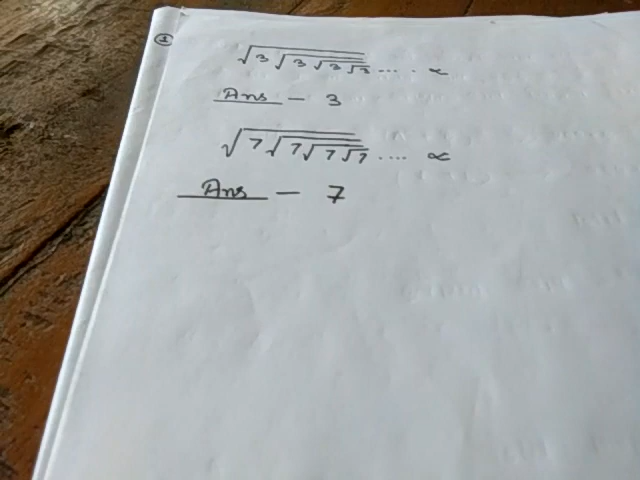 ① √3√3√3√3.... ∝
Ans - 3
√7√7√7√7.... ∝
Ans - 7